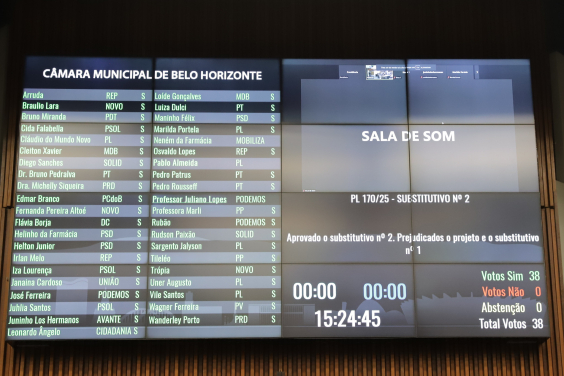 CÂMARA MUNICIPAL DE BELO HORIZONTE
Arruda REP S
Braulio Lara NOVO S
Bruno Miranda PDT S
Cida Falabella PSOL S
Cláudio do Mundo Novo PL S
Cleiton Xavier MDB S
Diego Sanches SOLID S
Dr. Bruno Pedralva PT S
Dra. Michelly Siqueira PRD S
Edmar Branco PCdoB S
Fernanda Pereira Altoé NOVO S
Flávia Borja DC S
Helinho da Farmácia PSD S
Helton Junior PSD S
Irlan Melo REP S
Iza Lourença PSOL S
Janaina Cardoso UNIÃO S
José Ferreira PODEMOS S
Juhlia Santos PSOL S
Juninho Los Hermanos AVANTE S
Leonardo Ângelo CIDADANIA S
Loíde Gonçalves MDB S
Luiza Dulci PT S
Maninho Félix PSD S
Marilda Portela PL S
Neném da Farmácia MOBILIZA
Osvaldo Lopes REP S
Pablo Almeida PL
Pedro Patrus PT S
Pedro Rousseff PT S
Professor Juliano Lopes PODEMOS
Professora Marli PP S
Rubão PODEMOS S
Rudson Paixão SOLID S
Sargento Jalyson PL S
Tileléo PP S
Trópia NOVO S
Uner Augusto PL S
Vile Santos PL S
Wagner Ferreira PV S
Wanderley Porto PRD S
SALA DE SOM
PL 170/25 - SUBSTITUTIVO Nº 2
Aprovado o substitutivo nº 2. Prejudicados o projeto e o substitutivo
nº 1
00:00 00:00
15:24:45
Votos Sim 38
Votos Não 0
Abstenção 0
Total Votos 38